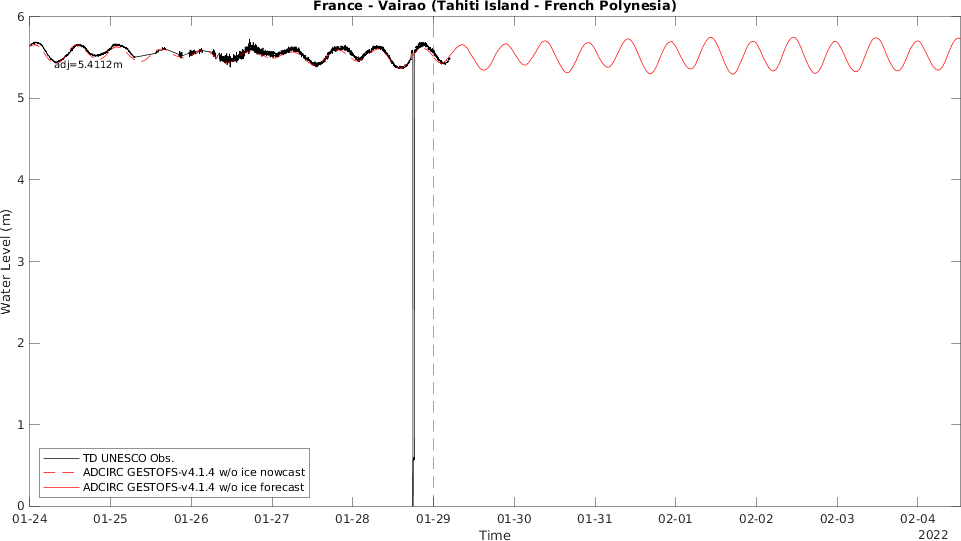 France - Vairao (Tahiti Island - French Polynesia)
6
5
4
3
2
1
0
Water Level (m)
adj=5.4112m
TD UNESCO Obs.
ADCIRC GESTOFS-v4.1.4 w/o ice nowcast
ADCIRC GESTOFS-v4.1.4 w/o ice forecast
01-24 01-25 01-26 01-27 01-28 01-29 01-30 01-31 02-01 02-02 02-03 02-04
Time
2022